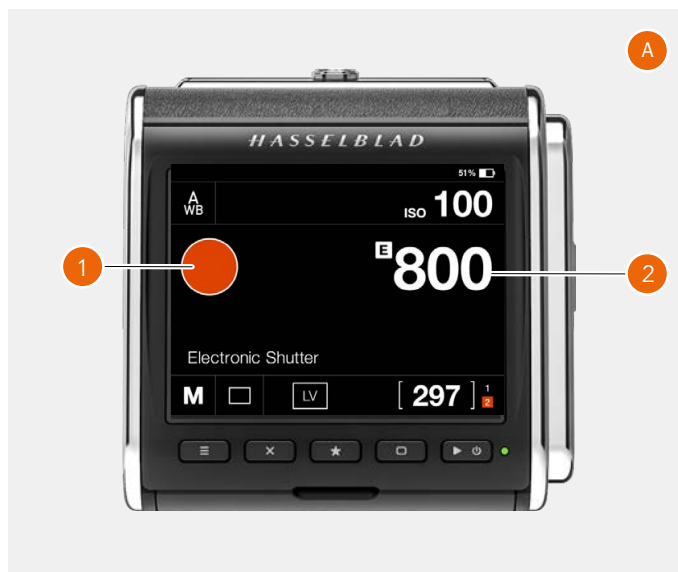 A
HASSELBLAD
51%
A
WB
ISO 100
1
E
800
2
Electronic Shutter
M
LV
[ 297 ]
1
2